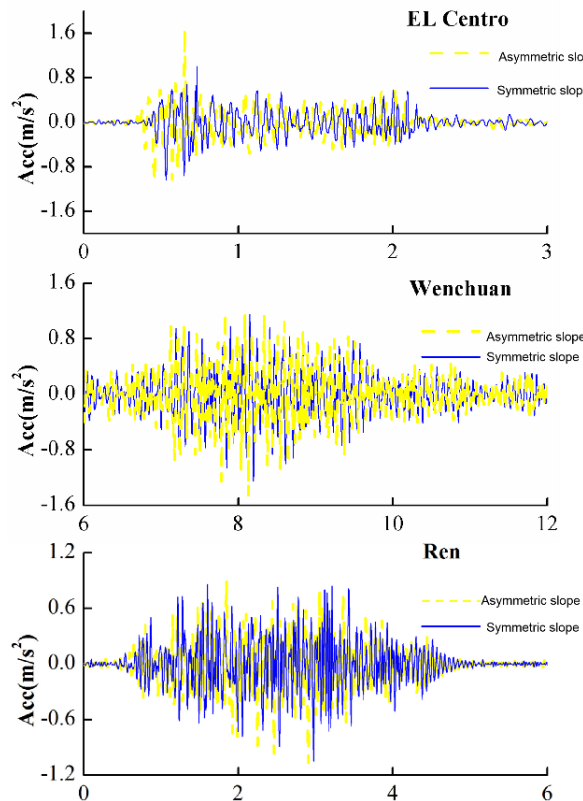 EL Centro
Asymmetric slo
Symmetric slope
Acc(m/s²)
1.6
0.8
0.0
-0.8
-1.6
0 1 2 3
Wenchuan
Asymmetric slope
Symmetric slope
Acc(m/s²)
1.6
0.8
0.0
-0.8
-1.6
6 8 10 12
Ren
Asymmetric slope
Symmetric slope
Acc(m/s²)
1.2
0.6
0.0
-0.6
-1.2
0 2 4 6